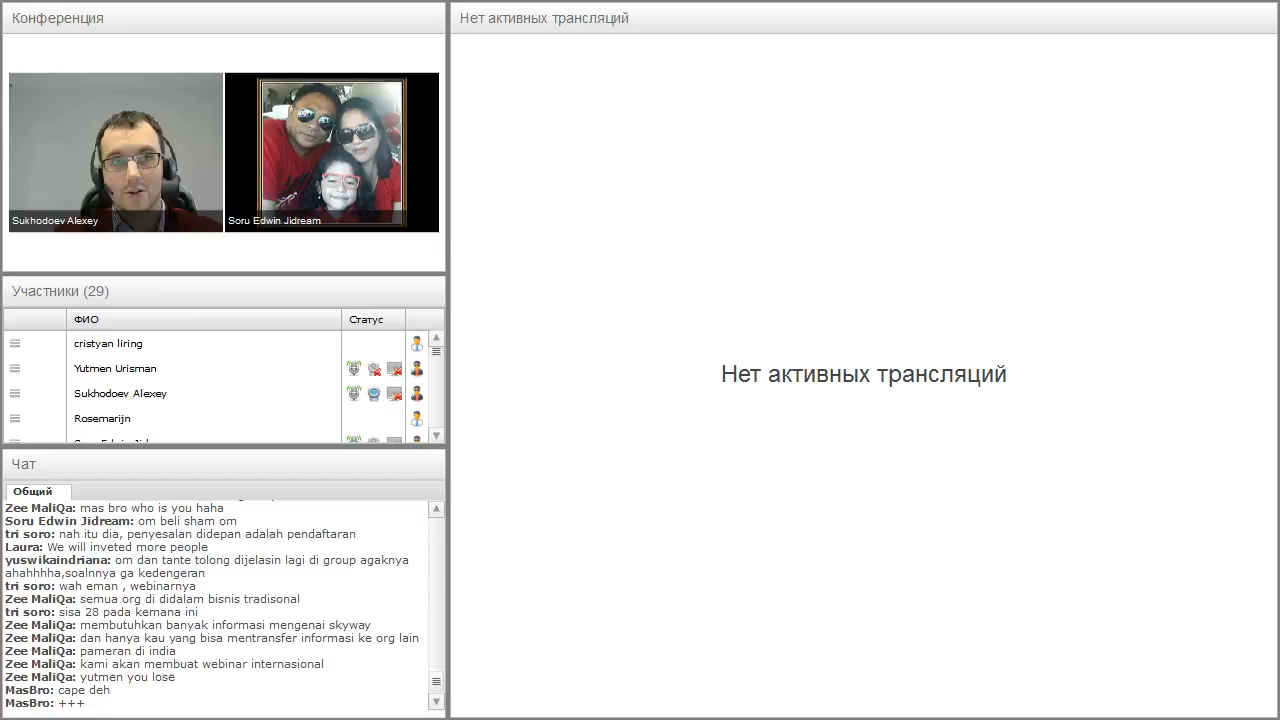 Конференция
Нет активных трансляций
Sukhodoev Alexey
Soru Edwin Jidream
Участники (29)
ФИО
Статус
cristyan liring
Yutmen Urisman
Sukhodoev Alexey
Rosemarijn
Нет активных трансляций
Чат
Общий
Zee MaliQa: mas bro who is you haha
Soru Edwin Jidream: om beli sham om
tri soro: nah itu dia, penyesalan didepan adalah pendaftaran
Laura: We will inveted more people
yuswikaindriana: om dan tante tolong dijelasin lagi di group agaknya
ahahhhha,soalnnya ga kedengeran
tri soro: wah eman , webinarnya
Zee MaliQa: semua org di didalam bisnis tradisonal
tri soro: sisa 28 pada kemana ini
Zee MaliQa: membutuhkan banyak informasi mengenai skyway
Zee MaliQa: dan hanya kau yang bisa mentransfer informasi ke org lain
Zee MaliQa: pameran di india
Zee MaliQa: kami akan membuat webinar internasional
Zee MaliQa: yutmen you lose
MasBro: cape deh
MasBro: +++